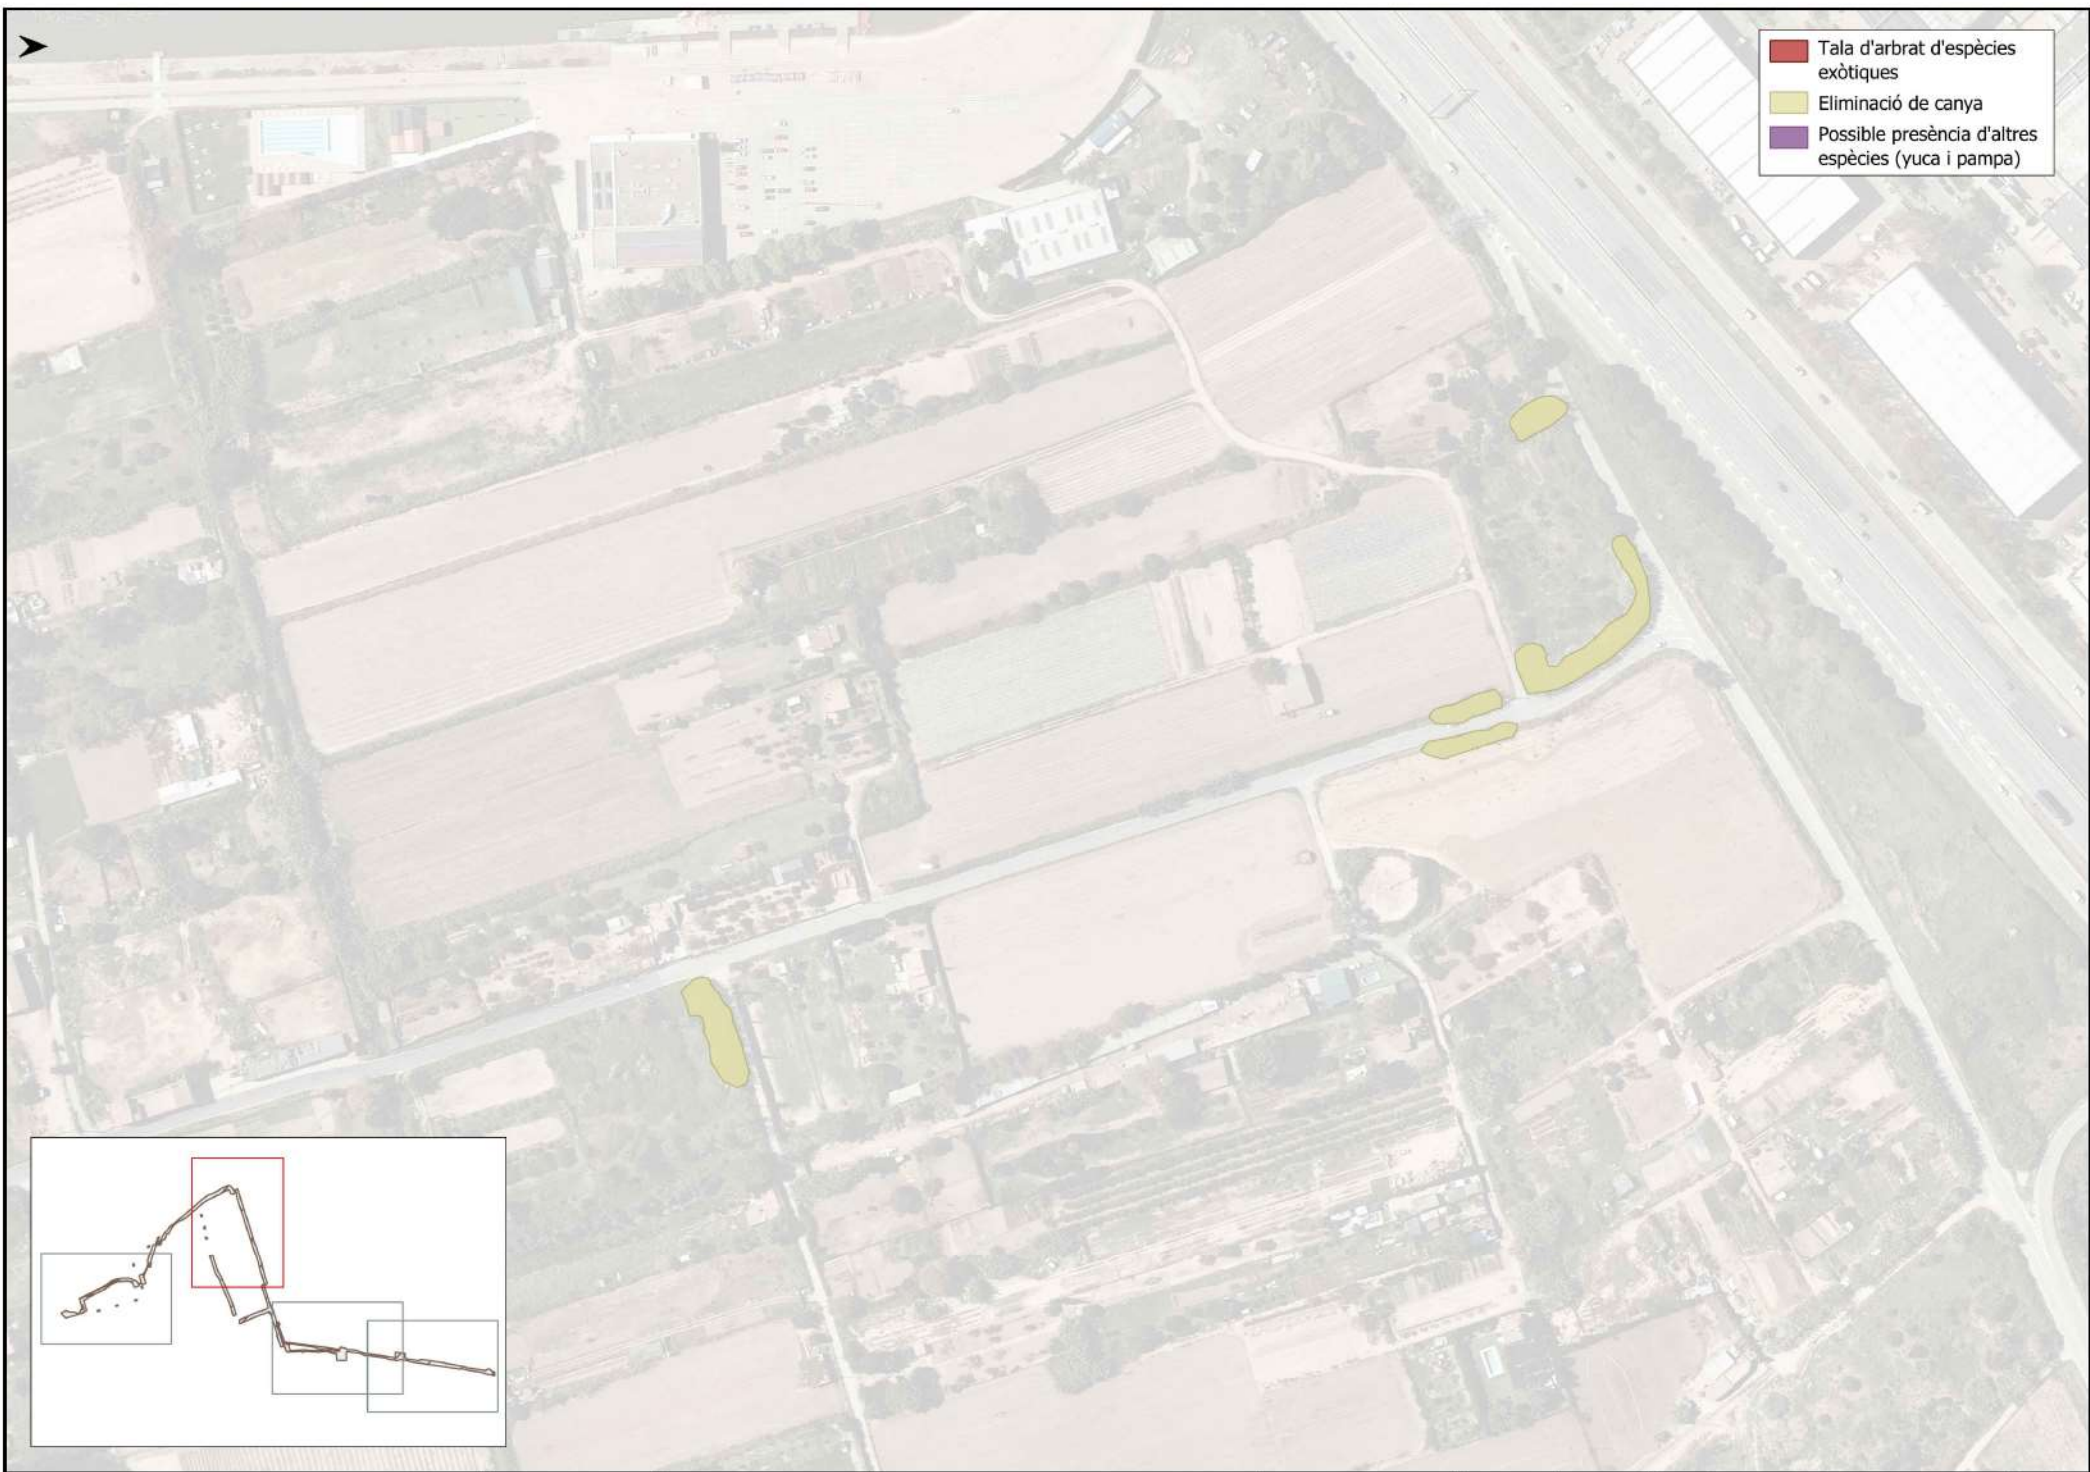 Tala d'arbrat d'espècies
exòtiques
Eliminació de canya
Possible presència d'altres
espècies (yuca i pampa)